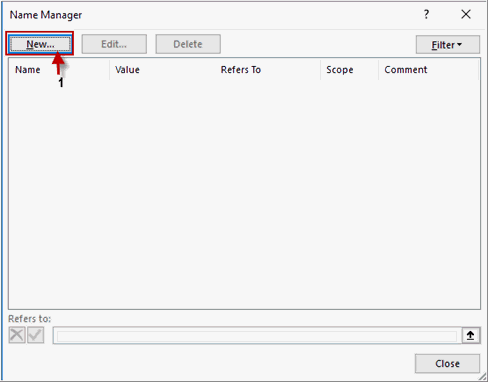 Name Manager
? ×
New... Edit... Delete Filter
1
Name Value Refers To Scope Comment
Refers to:
Close